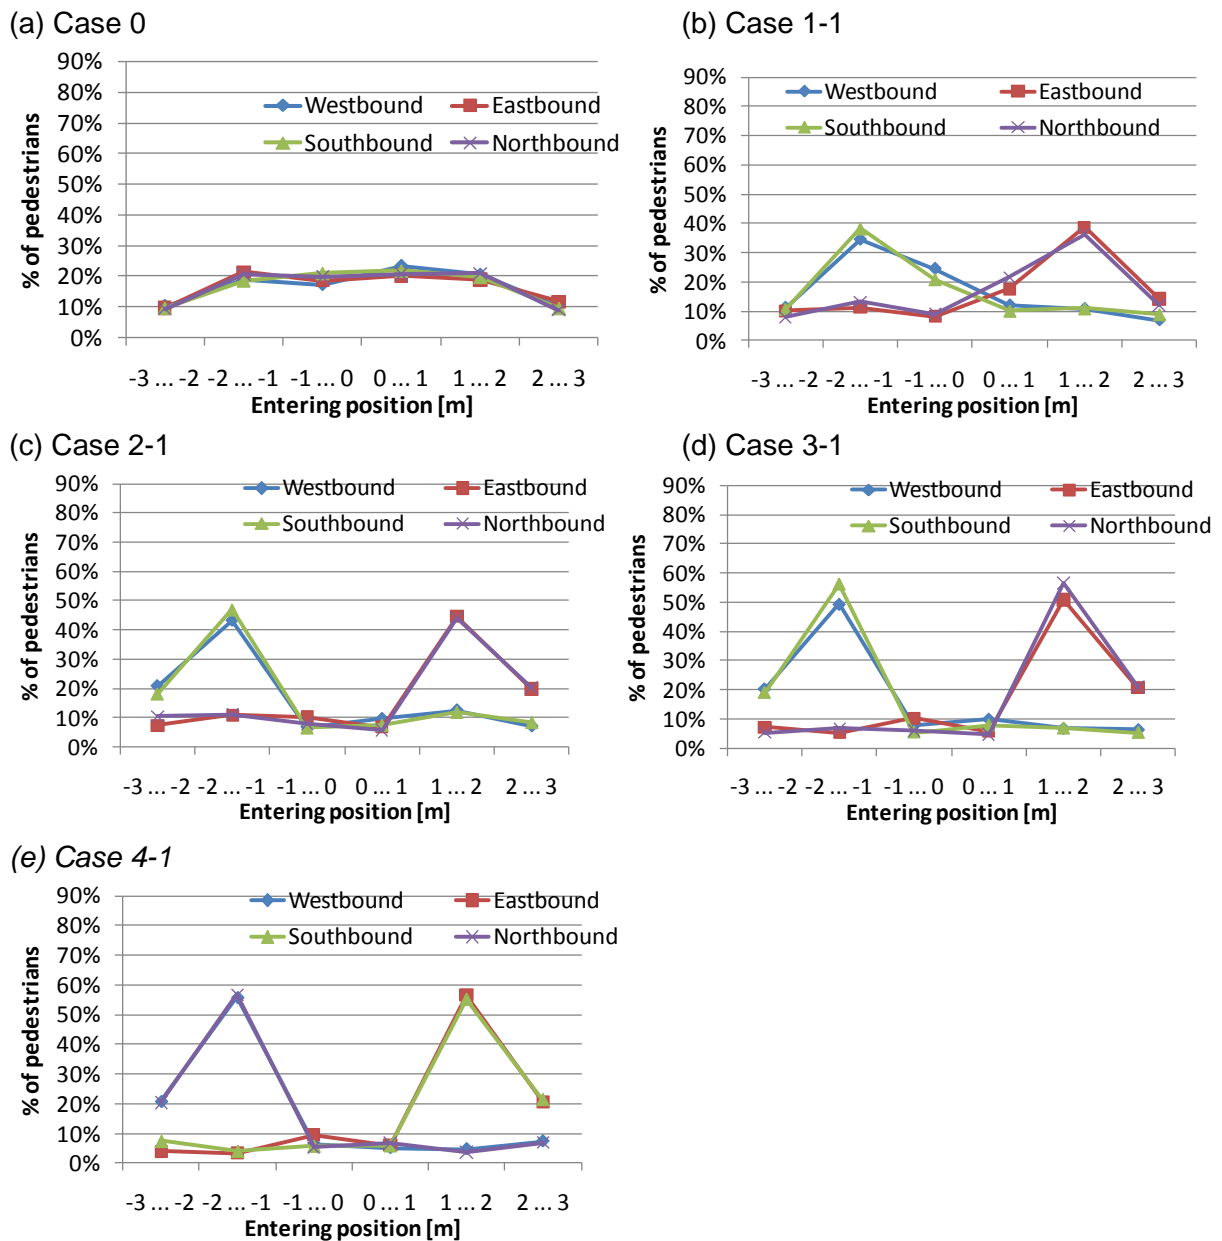 (a) Case 0
90%
80%
70%
60%
50%
40%
30%
20%
10%
0%
% of pedestrians
Westbound Eastbound
Southbound Northbound
-3 ... -2 -2 ... -1 -1 ... 0 0 ... 1 1 ... 2 2 ... 3
Entering position [m]
(b) Case 1-1
90%
80%
70%
60%
50%
40%
30%
20%
10%
0%
% of pedestrians
Westbound Eastbound
Southbound Northbound
-3 ... -2 -2 ... -1 -1 ... 0 0 ... 1 1 ... 2 2 ... 3
Entering position [m]
(c) Case 2-1
90%
80%
70%
60%
50%
40%
30%
20%
10%
0%
% of pedestrians
Westbound Eastbound
Southbound Northbound
-3 ... -2 -2 ... -1 -1 ... 0 0 ... 1 1 ... 2 2 ... 3
Entering position [m]
(d) Case 3-1
90%
80%
70%
60%
50%
40%
30%
20%
10%
0%
% of pedestrians
Westbound Eastbound
Southbound Northbound
-3 ... -2 -2 ... -1 -1 ... 0 0 ... 1 1 ... 2 2 ... 3
Entering position [m]
(e) Case 4-1
90%
80%
70%
60%
50%
40%
30%
20%
10%
0%
% of pedestrians
Westbound Eastbound
Southbound Northbound
-3 ... -2 -2 ... -1 -1 ... 0 0 ... 1 1 ... 2 2 ... 3
Entering position [m]